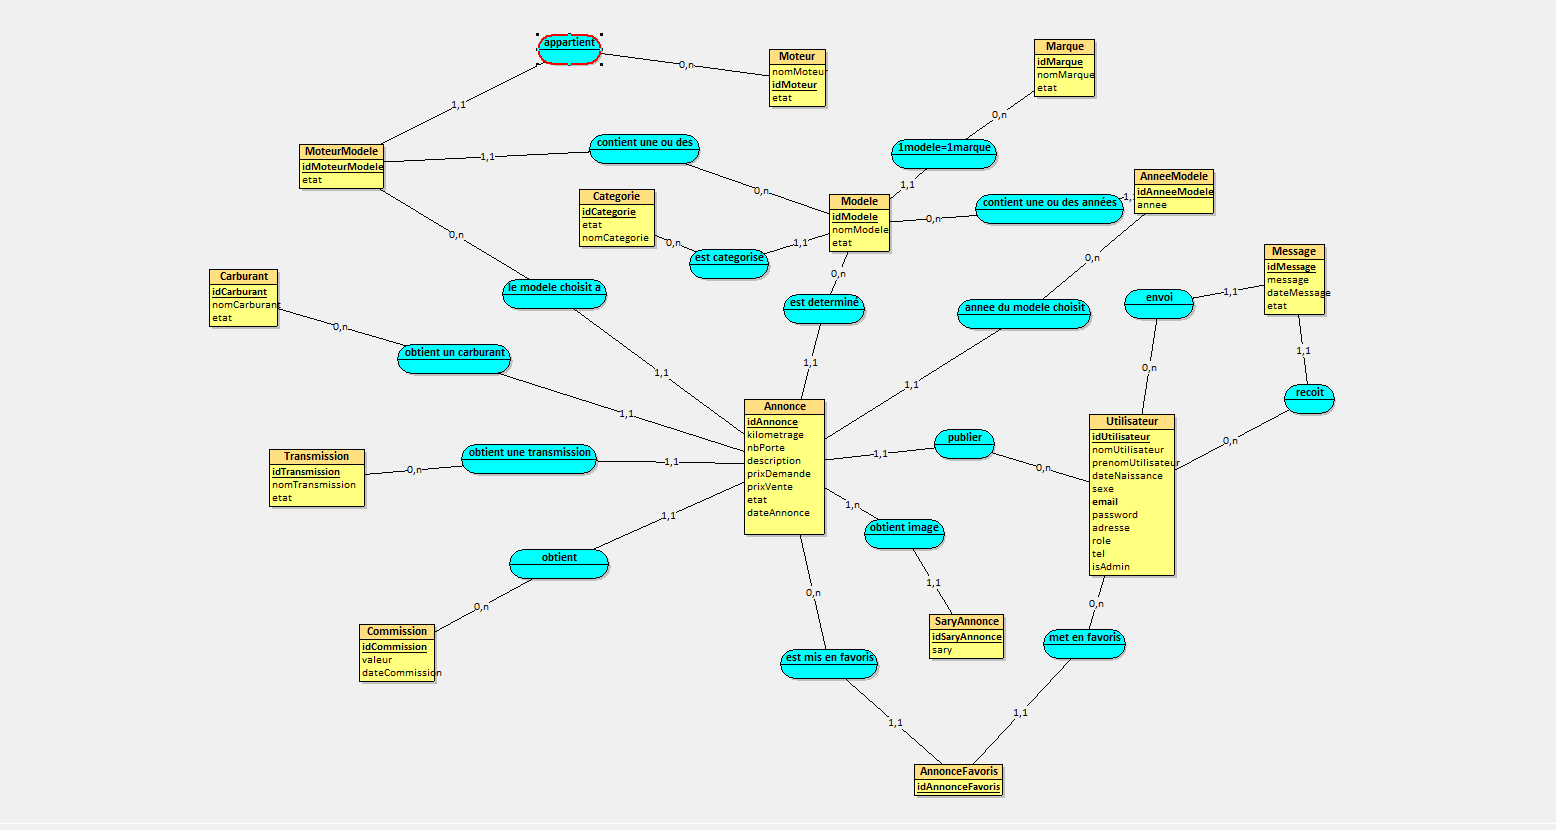 appartient
0,n
Moteur
nomMoteur
idMoteur
etat
Marque
idMarque
nomMarque
etat
1,1
0,n
MoteurModele
idMoteurModele
etat
1,1
contient une ou des
0,n
1modele=1marque
1,1
AnneeModele
idAnneeModele
annee
Categorie
idCategorie
etat
nomCategorie
Modele
idModele
nomModele
etat
0,n
contient une ou des années
1,1
0,n
0,n
est categorise
1,1
0,n
0,n
Message
idMessage
message
dateMessage
etat
Carburant
idCarburant
nomCarburant
etat
le modele choisit a
est determine
annee du modele choisit
envoi
1,1
0,n
obtient un carburant
1,1
1,1
1,1
1,1
0,n
1,1
recoit
1,1
Annonce
idAnnonce
kilometrage
nbPorte
description
prixDemande
prixVente
etat
dateAnnonce
Utilisateur
idUtilisateur
nomUtilisateur
prenomUtilisateur
dateNaissance
sexe
email
password
adresse
role
tel
isAdmin
0,n
Transmission
idTransmission
nomTransmission
etat
0,n
obtient une transmission
1,1
1,1
publier
0,n
1,1
1,n
obtient image
obtient
1,1
0,n
0,n
0,n
Commission
idCommission
valeur
dateCommission
SaryAnnonce
idSaryAnnonce
sary
est mis en favoris
met en favoris
1,1
1,1
AnnonceFavoris
idAnnonceFavoris